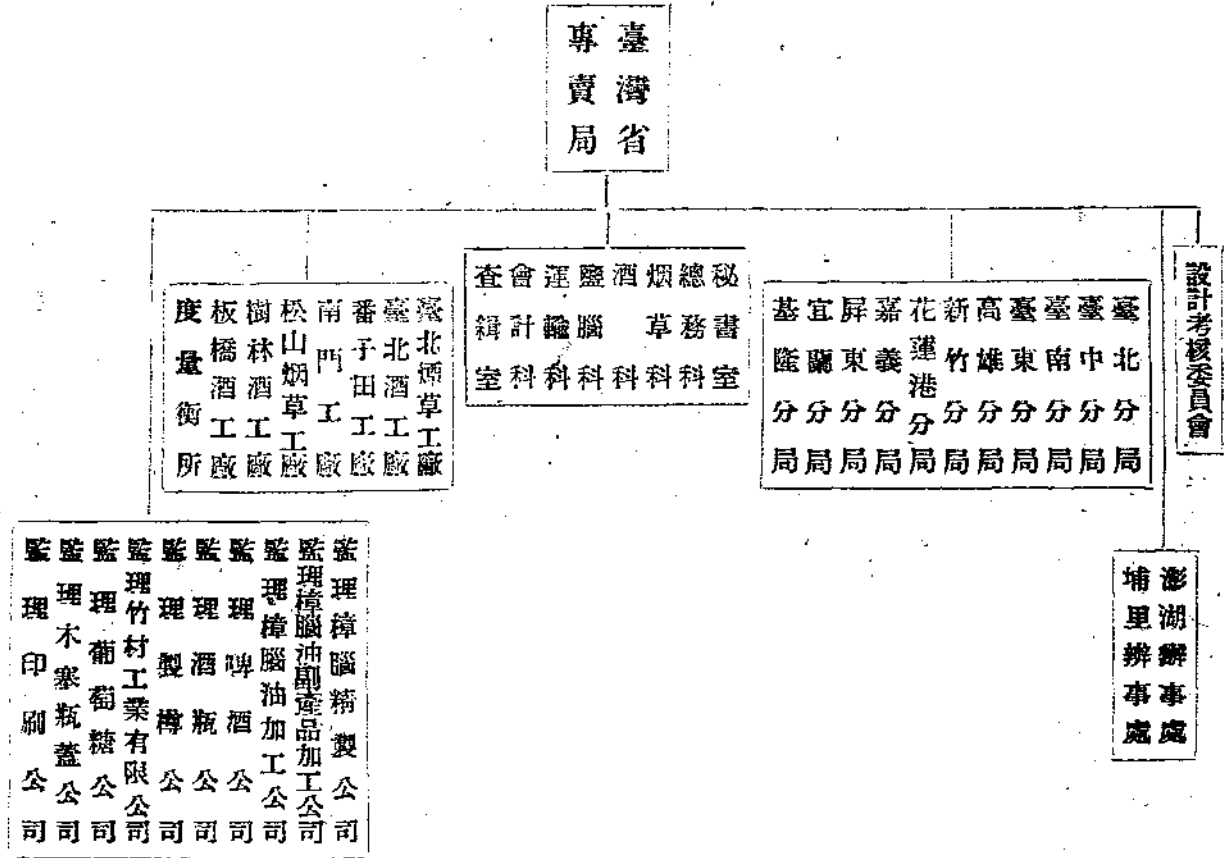 臺灣省
專賣局
設計考核委員會
臺北分局
臺中分局
臺南分局
臺東分局
高雄分局
新竹分局
花蓮港分局
嘉義分局
屏東分局
宜蘭分局
基隆分局
澎湖辦事處
埔里辨事處
秘書室
總務科
烟草科
酒科
鹽腦科
運輸科
會計科
查緝室
臺北煙草工廠
臺北酒工廠
番子田工廠
南門工廠
松山烟草工廠
樹林酒工廠
板橋酒工廠
度量衡所
監理樟腦精製公司
監理樟腦油副產品加工公司
監理樟腦油加工公司
監理啤酒公司
監理酒瓶公司
監理製樽公司
監理竹材工業有限公司
監理葡萄糖公司
監理木塞瓶蓋公司
監理印刷公司